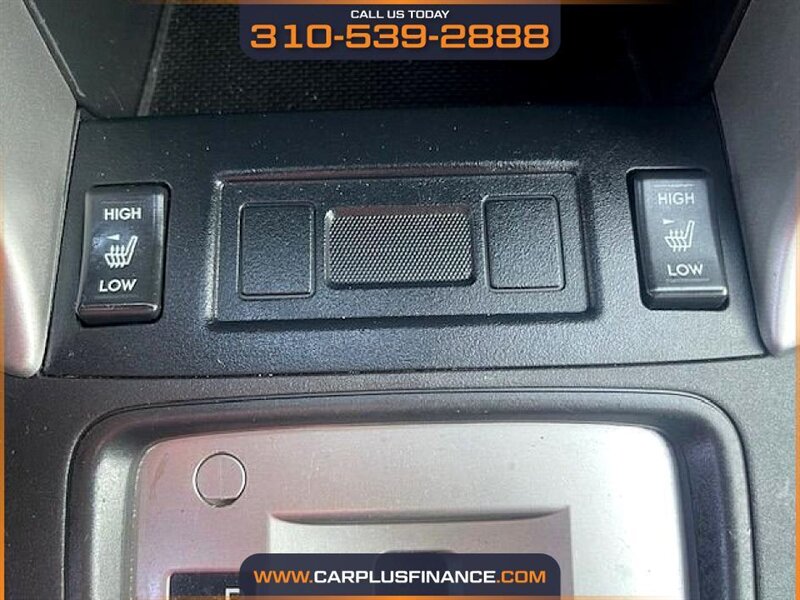 CALL US TODAY
310-539-2888
HIGH
LOW
HIGH
LOW
WWW.CARPLUSFINANCE.COM